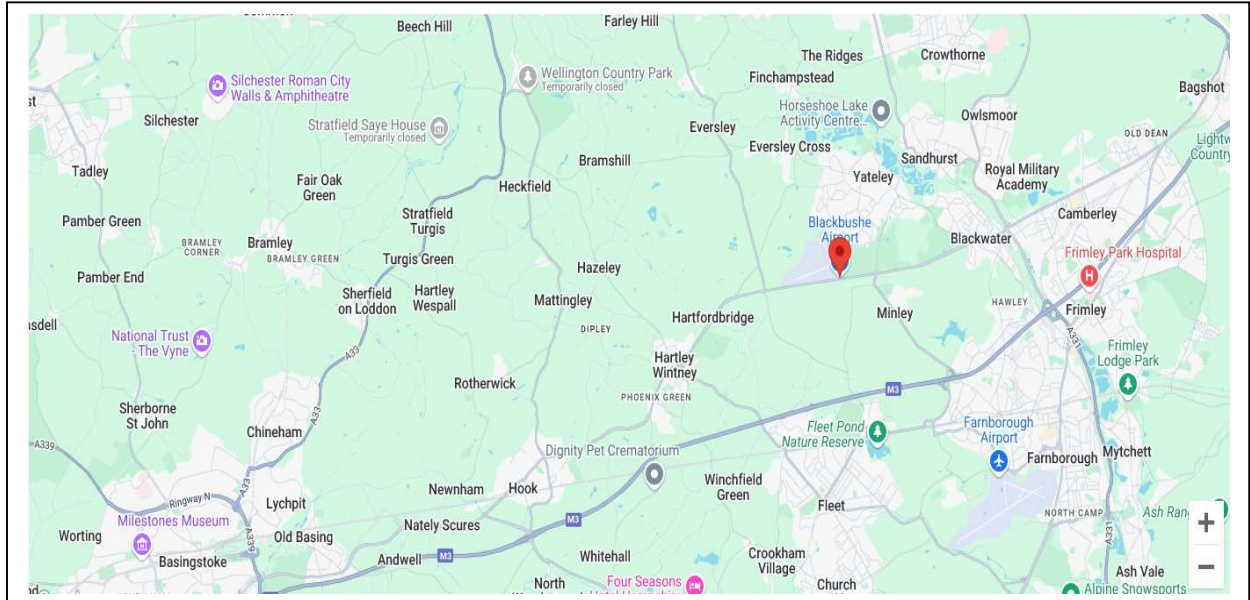 Beech Hill
Farley Hill
The Ridges
Crowthorne
Silchester Roman City
Walls & Amphitheatre
Wellington Country Park
Temporarily closed
Finchampstead
Bagshot
Horseshoe Lake
Activity Centre...
Silchester
Stratfield Saye House
Temporarily closed
Eversley
Owlsmoor
OLD DEAN
Eversley Cross
Lightw
Country
Tadley
Bramshill
Sandhurst
Royal Military
Academy
Fair Oak
Green
Heckfield
Yateley
Pamber Green
Stratfield
Turgis
Blackbushe
Airport
Camberley
BRAMLEY
CORNER
Bramley
BRAMLEY GREEN
Turgis Green
Blackwater
Frimley Park Hospital
H
Pamber End
Hazeley
Sherfield
on Loddon
Hartley
Wespall
Mattingley
HAWLEY
Frimley
DIPLEY
Hartfordbridge
Minley
A331
National Trust
- The Vyne
A33
Frimley
Lodge Park
Hartley
Wintney
Rotherwick
M3
PHOENIX GREEN
Sherborne
St John
A33
Chineham
Fleet Pond
Nature Reserve
Farnborough
Airport
A339
Dignity Pet Crematorium
Farnborough
Mytchett
Winchfield
Green
Ringway N
Lychpit
Newnham
Hook
Fleet
A33
Milestones Museum
M3
NORTH CAMP
Ash Ran
+
Nately Scures
A331
Worting
Old Basing
A339
Basingstoke
Andwell
M3
Whitehall
Crookham
Village
−
Ash Vale
North
Four Seasons
Church
Alpine Snowsports